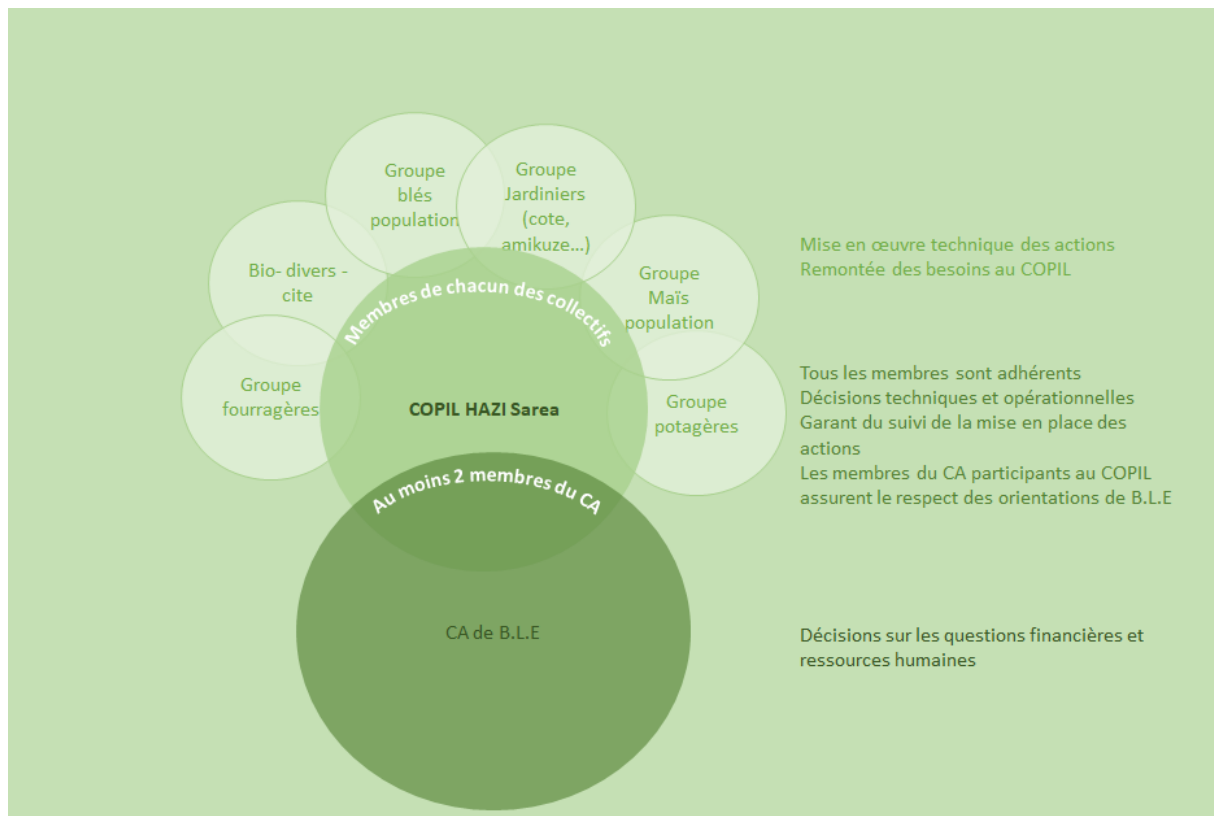 Groupe
blés
population
Groupe
Jardiniers
(cote,
amikuze...)
Bio- divers -
cite
Groupe
Maïs
population
Groupe
fourragères
Groupe
potagères
Membres de chacun des collectifs
COPIL HAZI Sarea
Au moins 2 membres du CA
CA de B.L.E
Mise en œuvre technique des actions
Remontée des besoins au COPIL
Tous les membres sont adhérents
Décisions techniques et opérationnelles
Garant du suivi de la mise en place des
actions
Les membres du CA participants au COPIL
assurent le respect des orientations de B.L.E
Décisions sur les questions financières et
ressources humaines